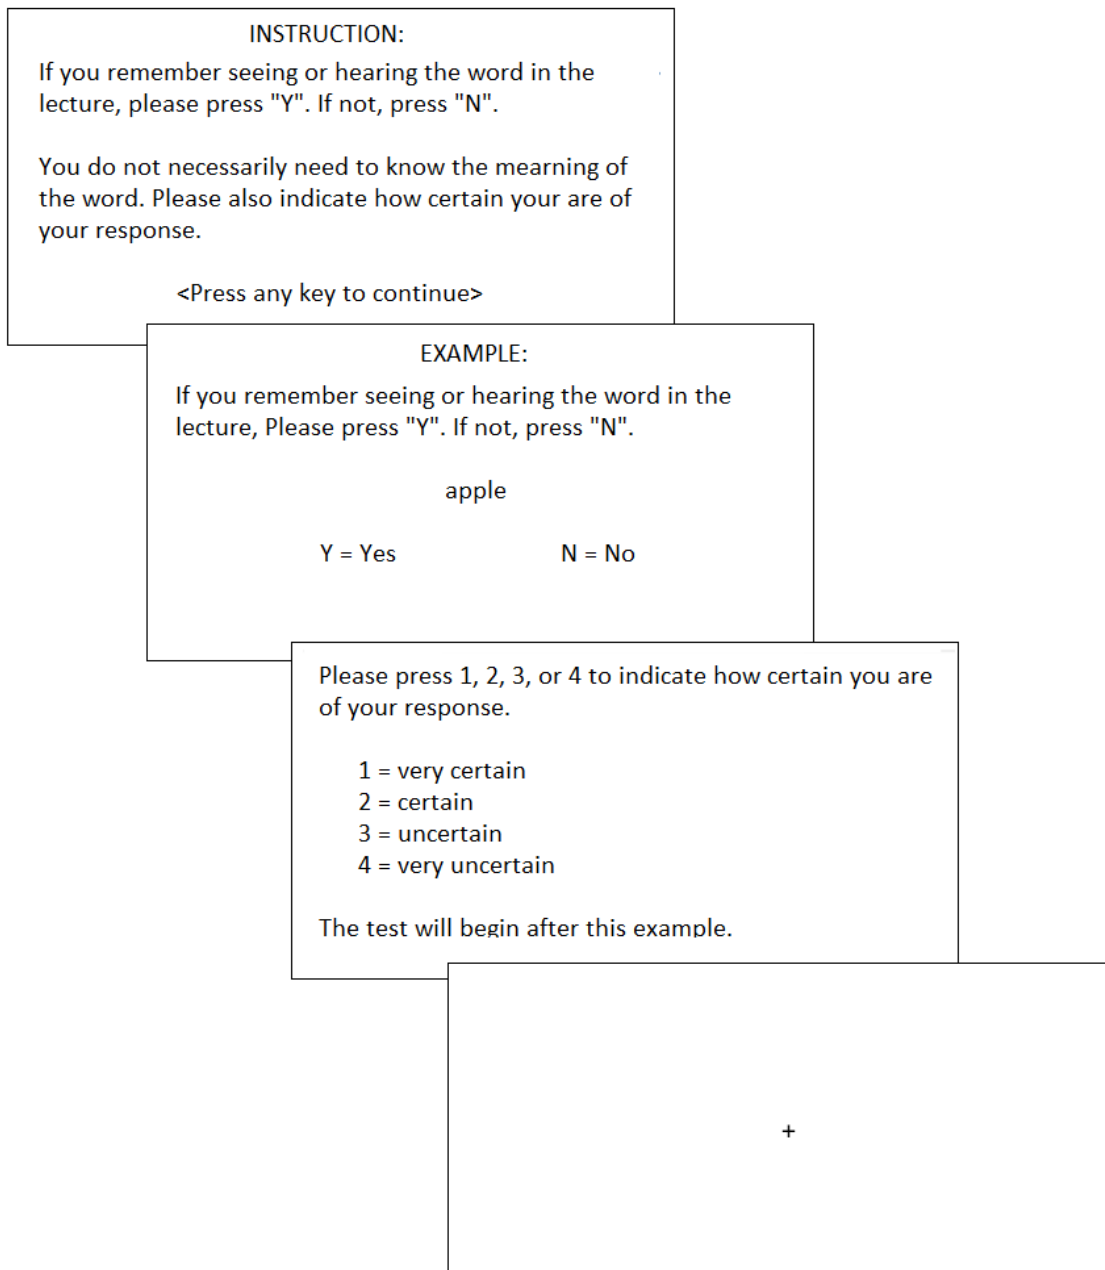 INSTRUCTION:
If you remember seeing or hearing the word in the
lecture, please press "Y". If not, press "N".
You do not necessarily need to know the mearning of
the word. Please also indicate how certain your are of
your response.
<Press any key to continue>
EXAMPLE:
If you remember seeing or hearing the word in the
lecture, Please press "Y". If not, press "N".
apple
Y = Yes N = No
Please press 1, 2, 3, or 4 to indicate how certain you are
of your response.
1 = very certain
2 = certain
3 = uncertain
4 = very uncertain
The test will begin after this example.
+